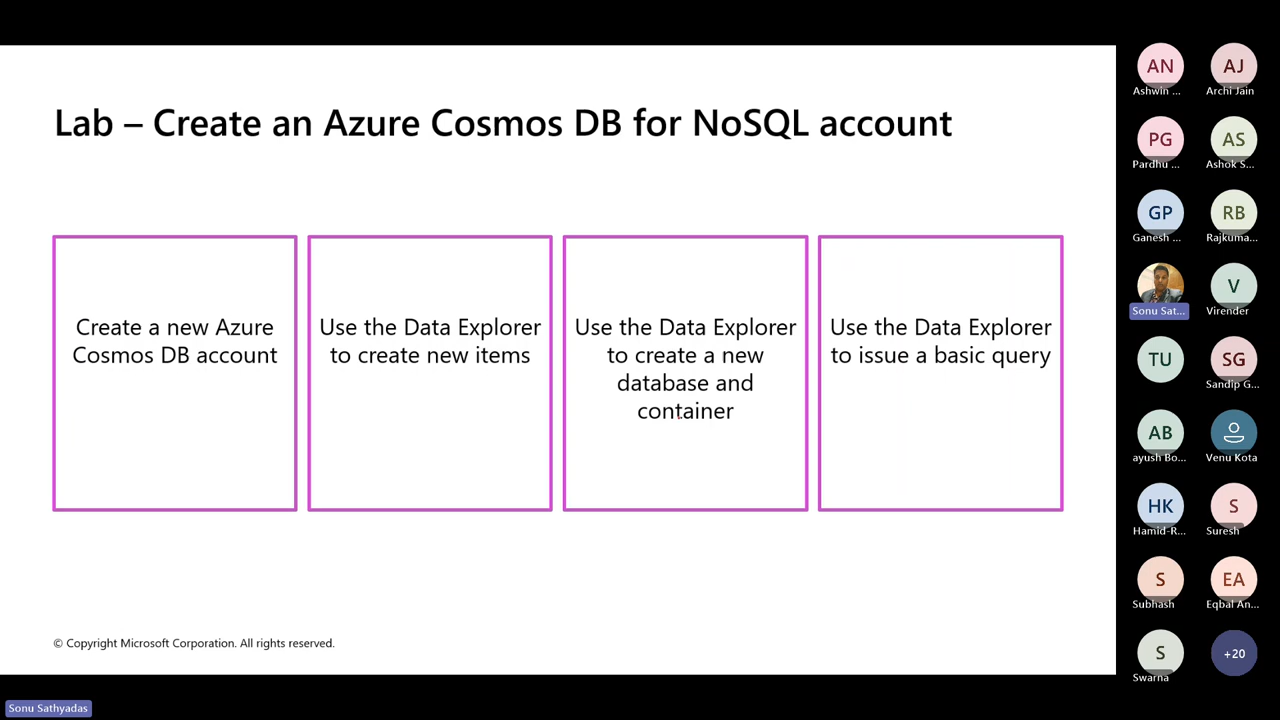 Lab – Create an Azure Cosmos DB for NoSQL account
Create a new Azure
Cosmos DB account
Use the Data Explorer
to create new items
Use the Data Explorer
to create a new
database and
container
Use the Data Explorer
to issue a basic query
© Copyright Microsoft Corporation. All rights reserved.
AN
Ashwin ...
AJ
Archi Jain
PG
Pardhu ...
AS
Ashok S...
GP
Ganesh ...
RB
Rajkuma...
Sonu Sat...
V
Virender
TU
SG
Sandip G...
AB
ayush Bo...
Venu Kota
HK
Hamid-R...
S
Suresh
S
Subhash
EA
Eqbal An...
S
Swarna
+20
Sonu Sathyadas